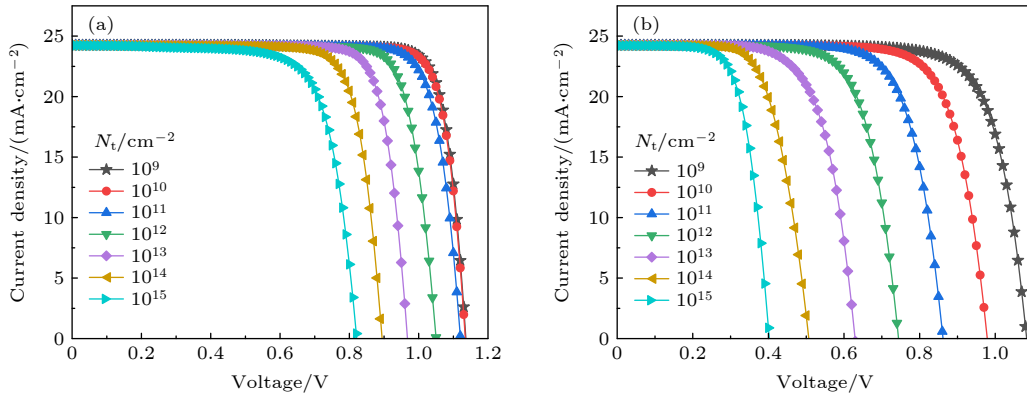 (a)
25
20
15
10
5
0
Current density/(mA·cm⁻²)
Nₜ/cm⁻²
10⁹
10¹⁰
10¹¹
10¹²
10¹³
10¹⁴
10¹⁵
0 0.2 0.4 0.6 0.8 1.0 1.2
Voltage/V
(b)
25
20
15
10
5
0
Current density/(mA·cm⁻²)
Nₜ/cm⁻²
10⁹
10¹⁰
10¹¹
10¹²
10¹³
10¹⁴
10¹⁵
0 0.2 0.4 0.6 0.8 1.0
Voltage/V